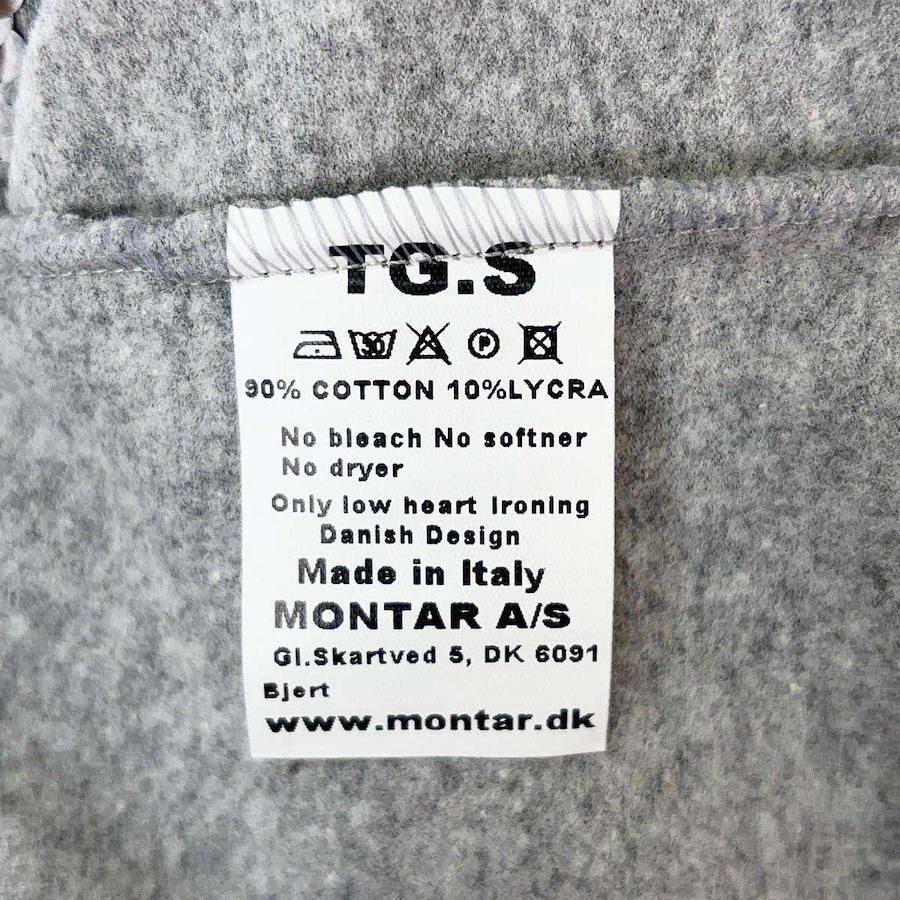 TG.S
30 P
90% COTTON 10%LYCRA
No bleach No softner
No dryer
Only low heart Ironing
Danish Design
Made in Italy
MONTAR A/S
Gl.Skartved 5, DK 6091
Bjert
www.montar.dk